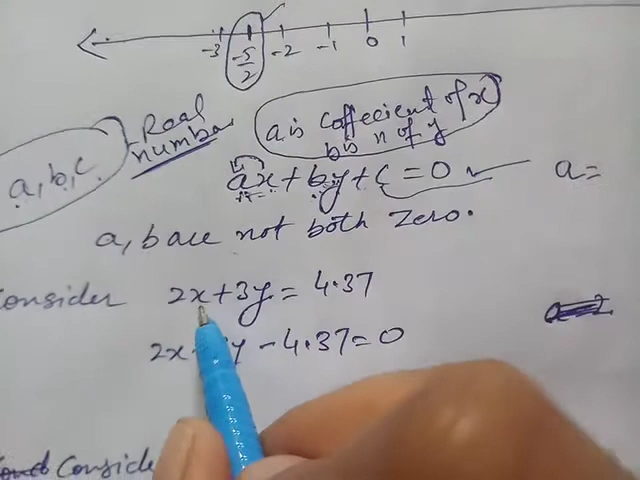 -3 -5/2 -2 -1 0 1
a, b, c
Real
number
a is coffecient of x
b is " of y
ax + by + c = 0
a =
a, b are not both zero.
Consider 2x + 3y = 4.37
2x y - 4.37 = 0
Conside